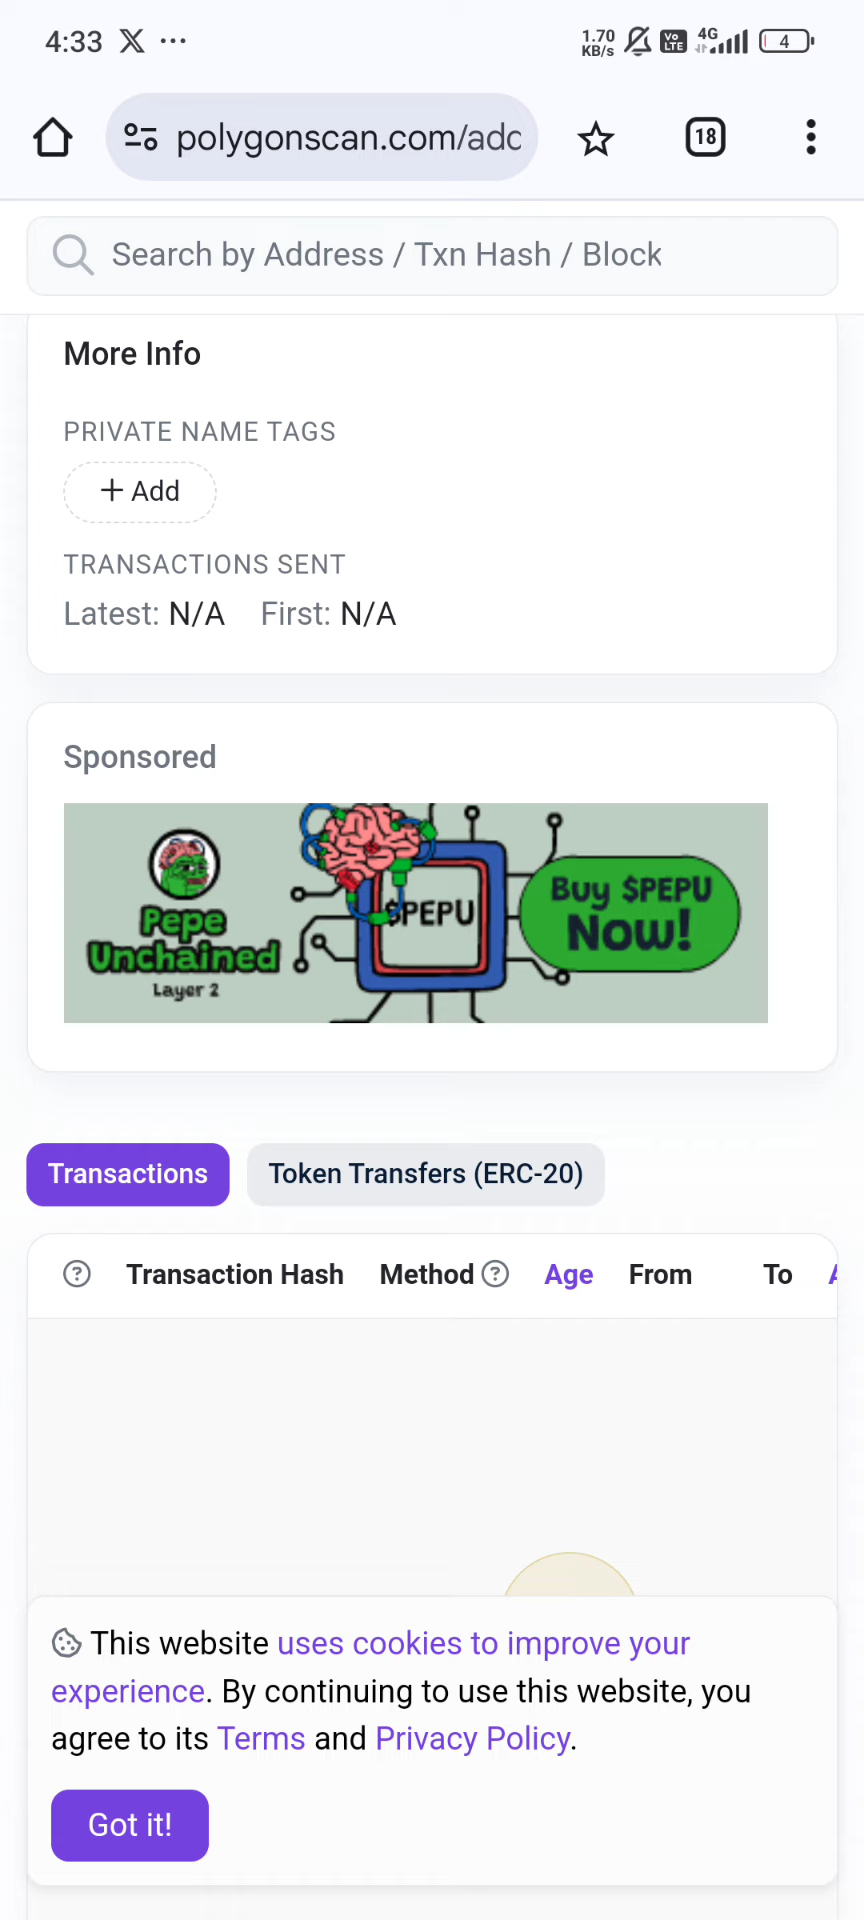 4:33
1.70
KB/s
Vo
LTE
4G
4
polygonscan.com/adc
18
Search by Address / Txn Hash / Block
More Info
PRIVATE NAME TAGS
+ Add
TRANSACTIONS SENT
Latest: N/A First: N/A
Sponsored
Pepe
Unchained
Layer 2
$PEPU
Buy $PEPU
Now!
Transactions
Token Transfers (ERC-20)
? Transaction Hash Method ? Age From To
This website uses cookies to improve your
experience. By continuing to use this website, you
agree to its Terms and Privacy Policy.
Got it!